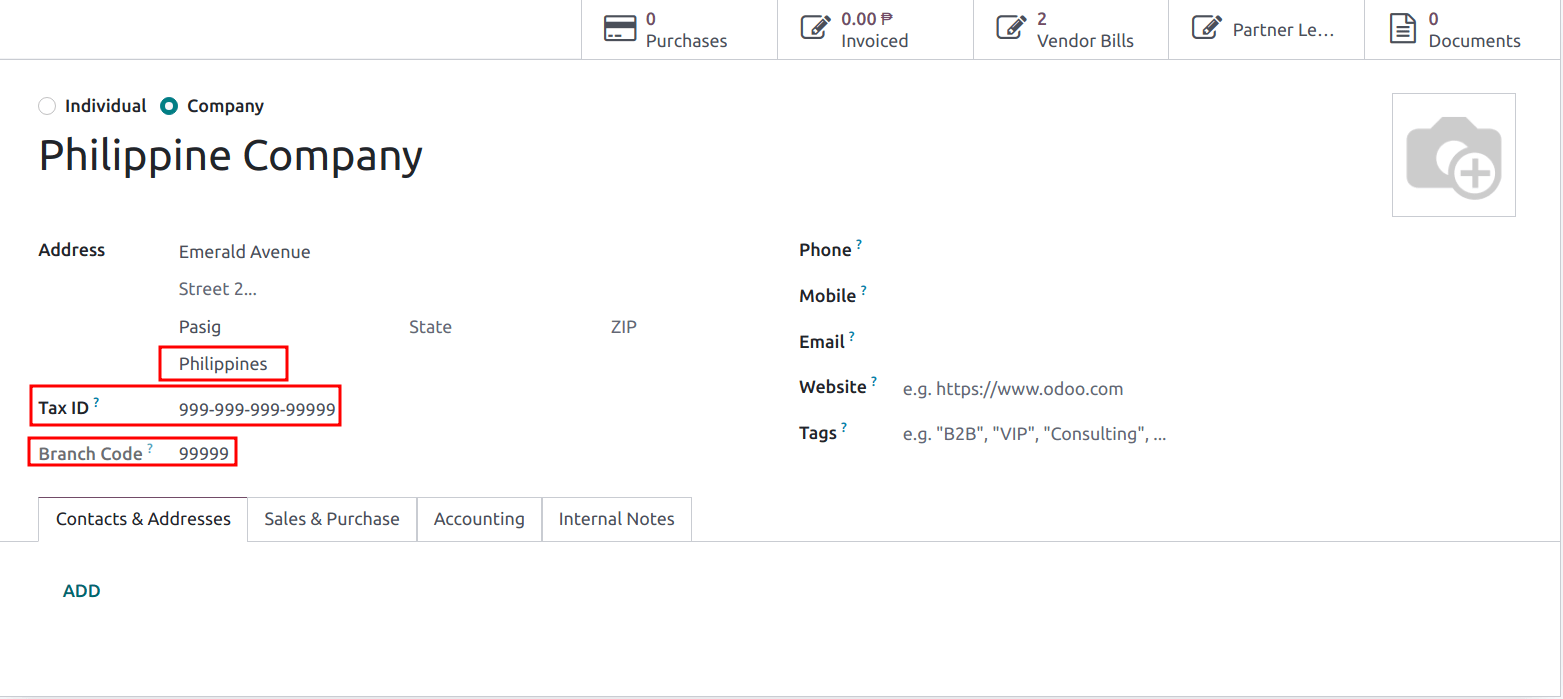 0
Purchases
0.00 ₱
Invoiced
2
Vendor Bills
Partner Le...
0
Documents
Individual Company
Philippine Company
Address Emerald Avenue
Street 2...
Pasig State ZIP
Philippines
Tax ID ? 999-999-999-99999
Branch Code ? 99999
Phone ?
Mobile ?
Email ?
Website ? e.g. https://www.odoo.com
Tags ? e.g. "B2B", "VIP", "Consulting", ...
Contacts & Addresses Sales & Purchase Accounting Internal Notes
ADD